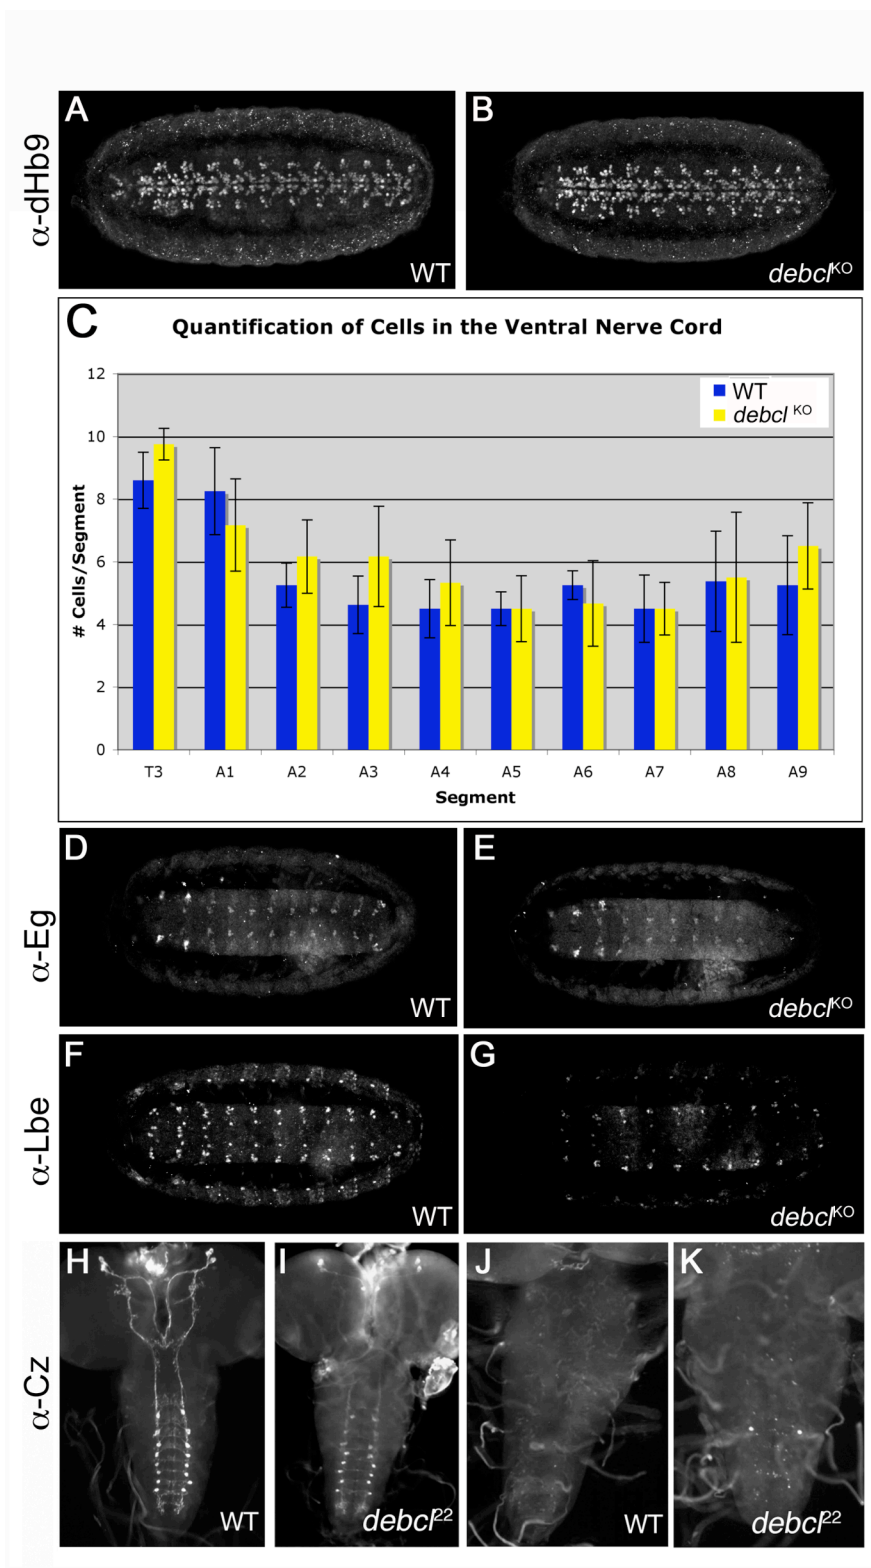 α-dHb9
A
WT
B
debcl KO
C
Quantification of Cells in the Ventral Nerve Cord
# Cells/Segment
12
10
8
6
4
2
0
WT
debcl KO
T3 A1 A2 A3 A4 A5 A6 A7 A8 A9
Segment
α-Eg
D
WT
E
debcl KO
α-Lbe
F
WT
G
debcl KO
α-Cz
H
WT
I
debcl 22
J
WT
K
debcl 22